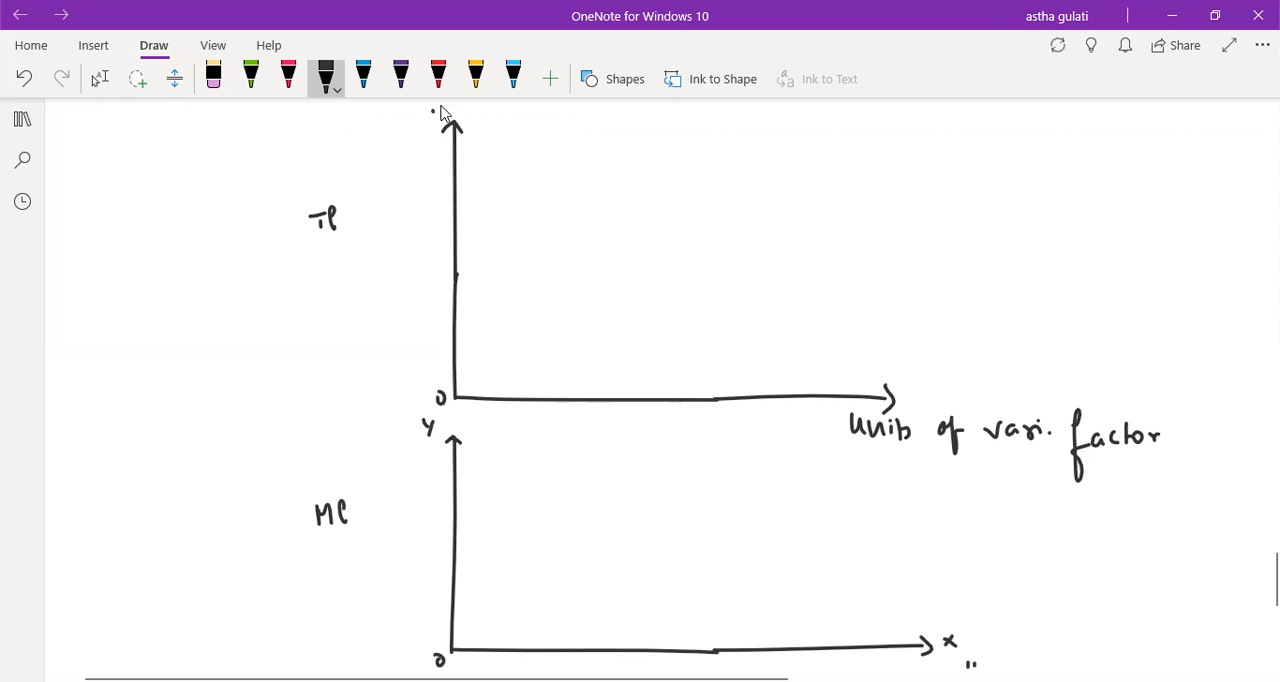 OneNote for Windows 10
astha gulati
Home Insert Draw View Help
Share
Shapes Ink to Shape Ink to Text
TP
0
Units of vari. factor
y
MP
0
x
"